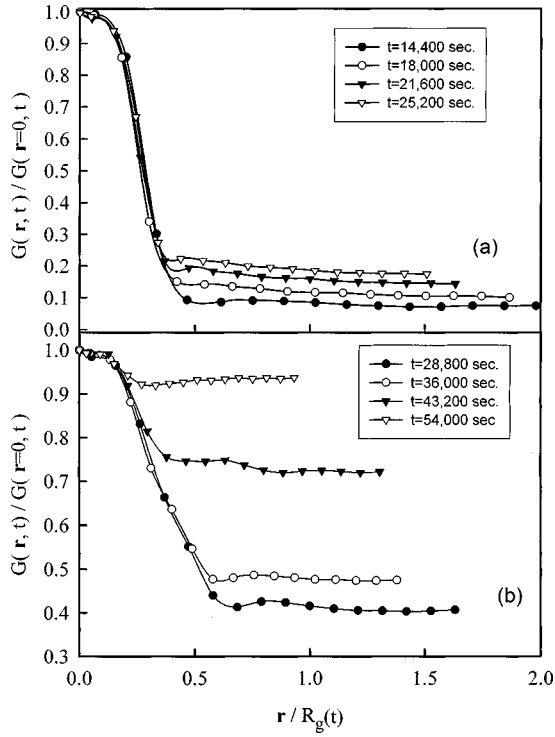 1.0
0.9
0.8
0.7
0.6
0.5
0.4
0.3
0.2
0.1
0.0
G( r, t) / G( r=0, t)
t=14,400 sec.
t=18,000 sec.
t=21,600 sec.
t=25,200 sec.
(a)
1.0
0.9
0.8
0.7
0.6
0.5
0.4
0.3
G( r, t) / G( r=0, t)
t=28,800 sec.
t=36,000 sec.
t=43,200 sec.
t=54,000 sec.
(b)
0.0 0.5 1.0 1.5 2.0
r / Rg(t)